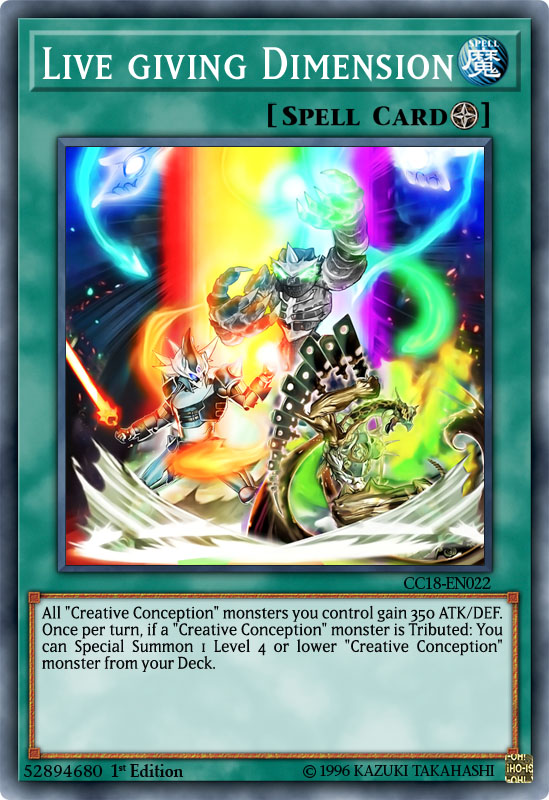 LIVE GIVING DIMENSION
SPELL
魔
[SPELL CARD]
CC18-EN022
All "Creative Conception" monsters you control gain 350 ATK/DEF.
Once per turn, if a "Creative Conception" monster is Tributed: You
can Special Summon 1 Level 4 or lower "Creative Conception"
monster from your Deck.
52894680 1st Edition
© 1996 KAZUKI TAKAHASHI